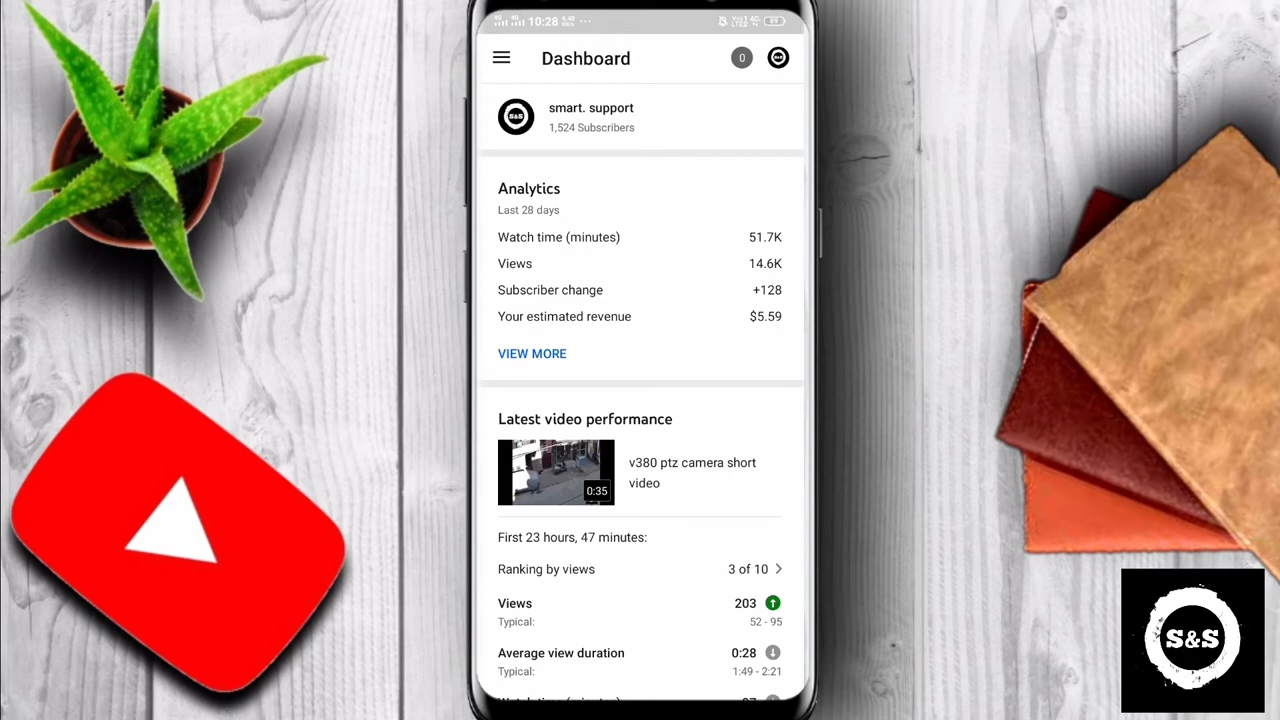 10:28
89
Dashboard
0
smart. support
1,524 Subscribers
Analytics
Last 28 days
Watch time (minutes) 51.7K
Views 14.6K
Subscriber change +128
Your estimated revenue $5.59
VIEW MORE
Latest video performance
0:35
v380 ptz camera short
video
First 23 hours, 47 minutes:
Ranking by views 3 of 10
Views 203
Typical: 52 - 95
Average view duration 0:28
Typical: 1:49 - 2:21
S&S